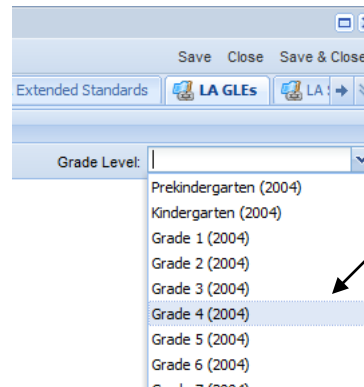 Save Close Save & Close
Extended Standards LA GLEs LA
Grade Level:
Prekindergarten (2004)
Kindergarten (2004)
Grade 1 (2004)
Grade 2 (2004)
Grade 3 (2004)
Grade 4 (2004)
Grade 5 (2004)
Grade 6 (2004)